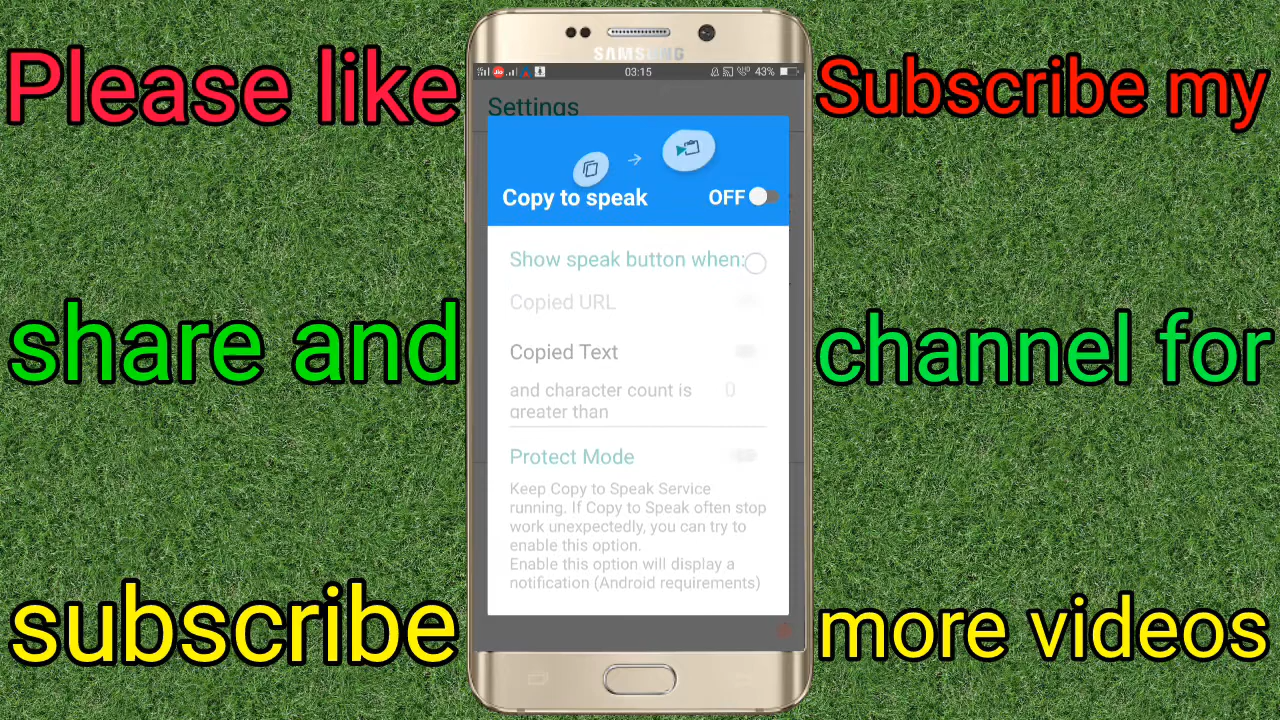 Please like
share and
subscribe
SAMSUNG
03:15
43%
Settings
Copy to speak
OFF
Show speak button when:
Copied URL
Copied Text
and character count is
greater than
0
Protect Mode
Keep Copy to Speak Service
running. If Copy to Speak often stop
work unexpectedly, you can try to
enable this option.
Enable this option will display a
notification (Android requirements)
Subscribe my
channel for
more videos